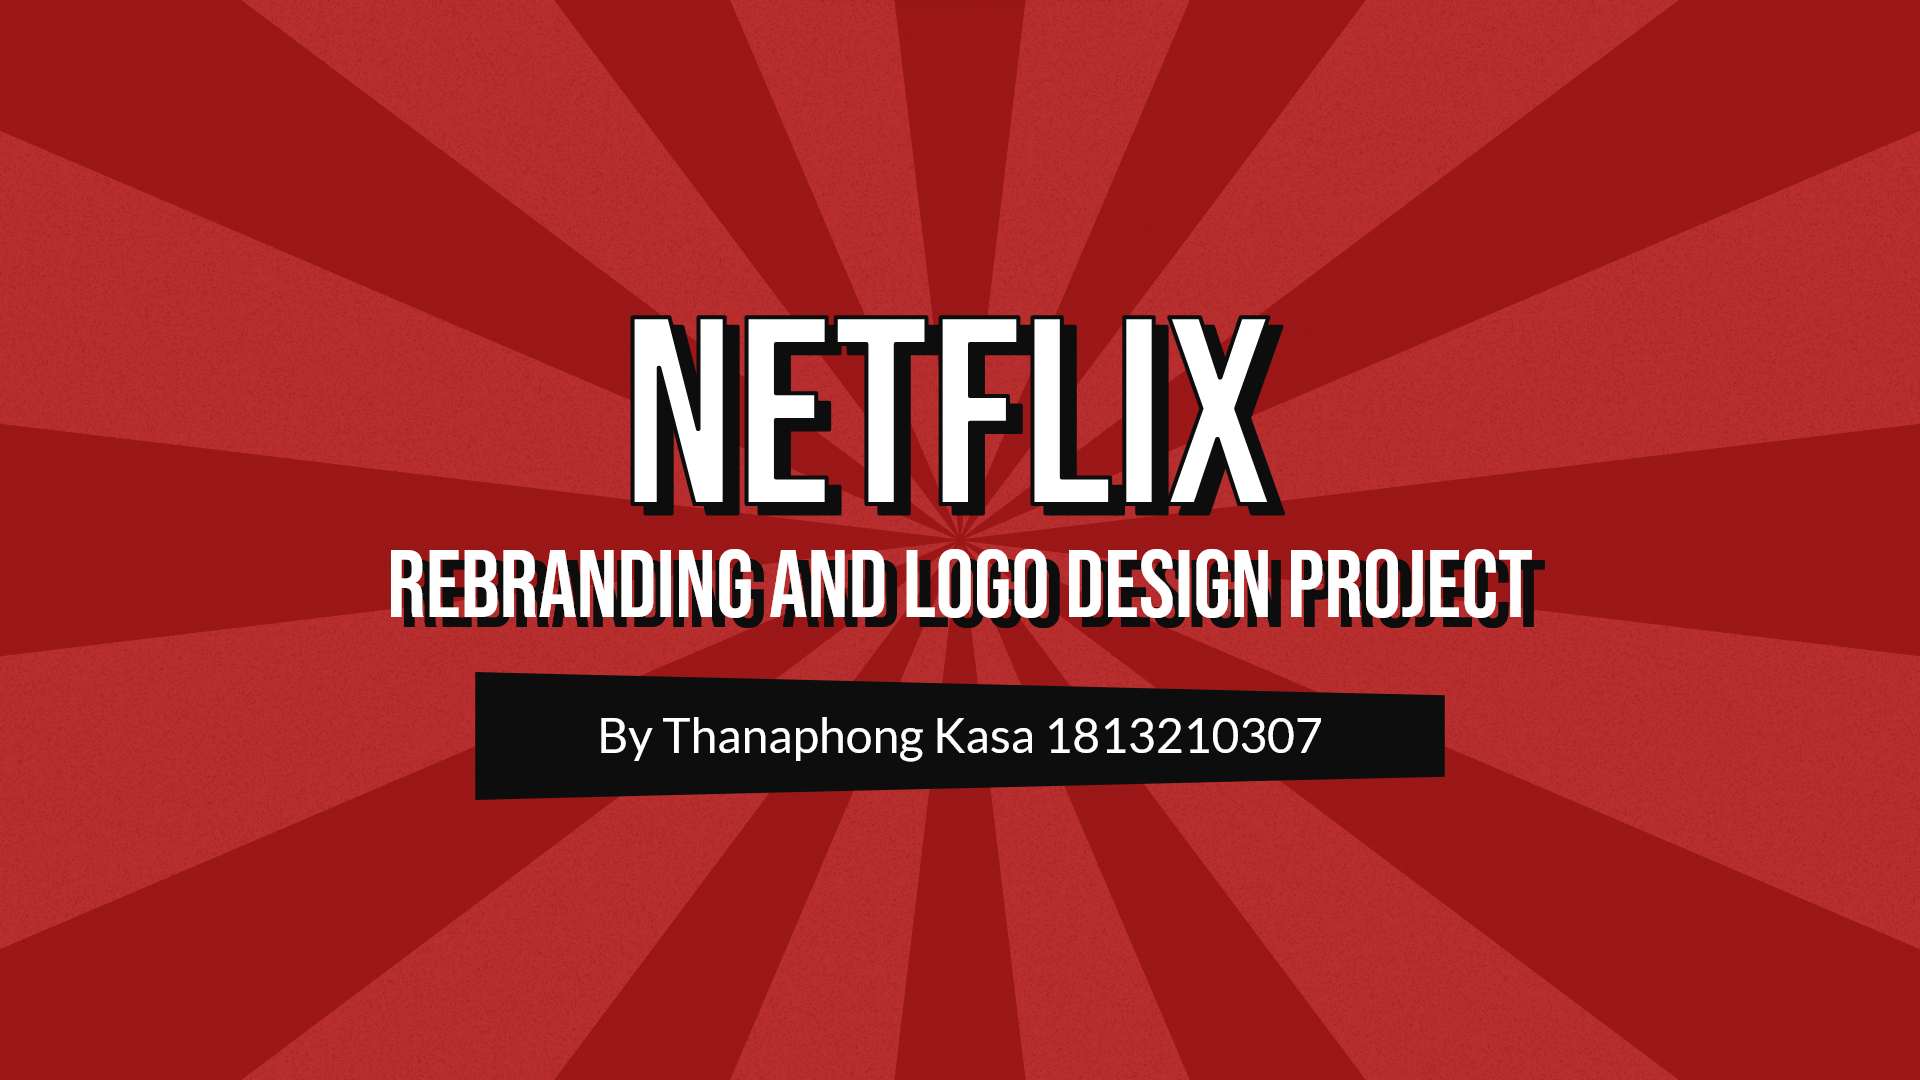 NETFLIX
REBRANDING AND LOGO DESIGN PROJECT
By Thanaphong Kasa 1813210307